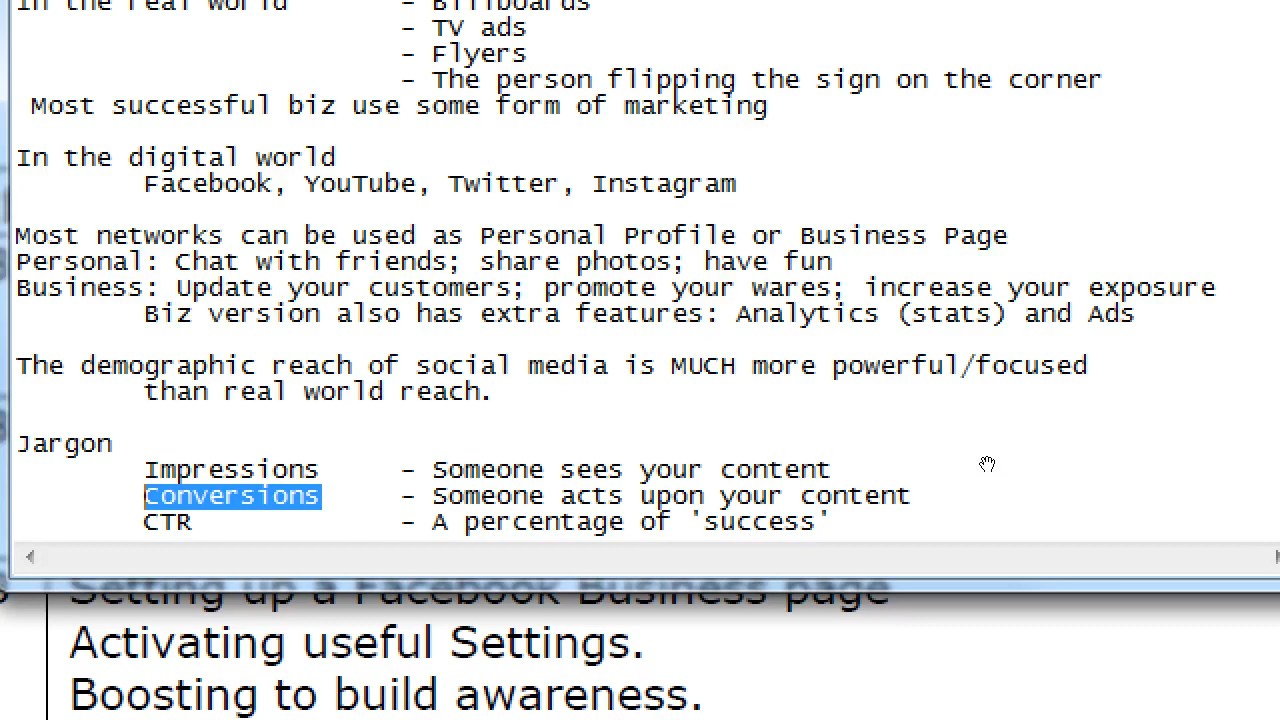 In the real world - Billboards
- TV ads
- Flyers
- The person flipping the sign on the corner
Most successful biz use some form of marketing
In the digital world
Facebook, YouTube, Twitter, Instagram
Most networks can be used as Personal Profile or Business Page
Personal: Chat with friends; share photos; have fun
Business: Update your customers; promote your wares; increase your exposure
Biz version also has extra features: Analytics (stats) and Ads
The demographic reach of social media is MUCH more powerful/focused
than real world reach.
Jargon
Impressions - Someone sees your content
Conversions - Someone acts upon your content
CTR - A percentage of 'success'
Setting up a Facebook Business page
Activating useful Settings.
Boosting to build awareness.